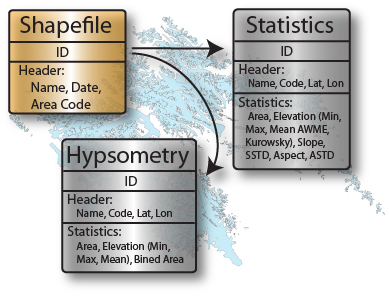 Shapefile
ID
Header:
Name, Date,
Area Code
Statistics
ID
Header:
Name, Code, Lat, Lon
Statistics:
Area, Elevation (Min,
Max, Mean AWME,
Kurowsky), Slope,
SSTD, Aspect, ASTD
Hypsometry
ID
Header:
Name, Code, Lat, Lon
Statistics:
Area, Elevation (Min,
Max, Mean), Bined Area